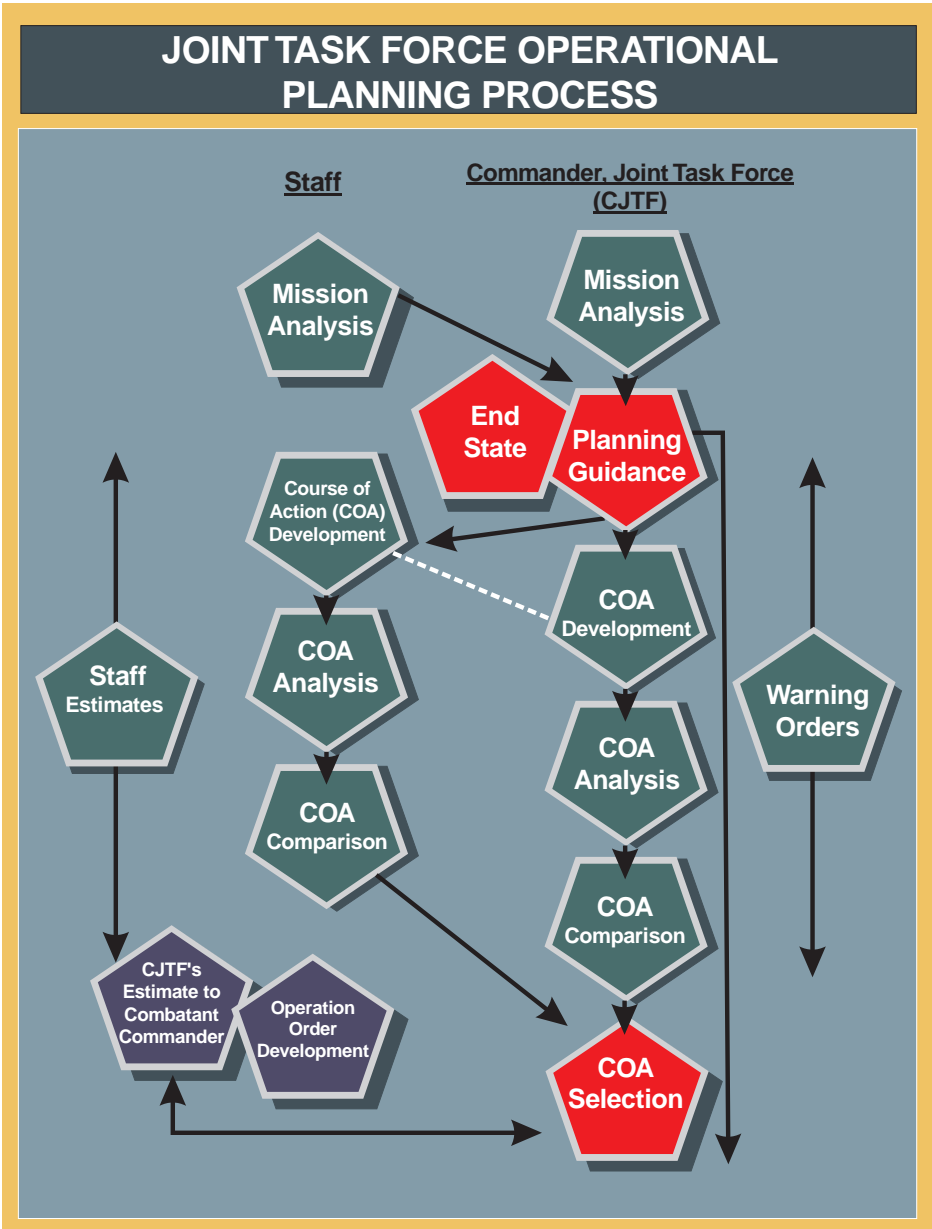 JOINT TASK FORCE OPERATIONAL
PLANNING PROCESS
Staff
Commander, Joint Task Force
(CJTF)
Mission
Analysis
Mission
Analysis
End
State
Planning
Guidance
Course of
Action (COA)
Development
COA
Development
COA
Analysis
Staff
Estimates
Warning
Orders
COA
Analysis
COA
Comparison
COA
Comparison
CJTF's
Estimate to
Combatant
Commander
Operation
Order
Development
COA
Selection